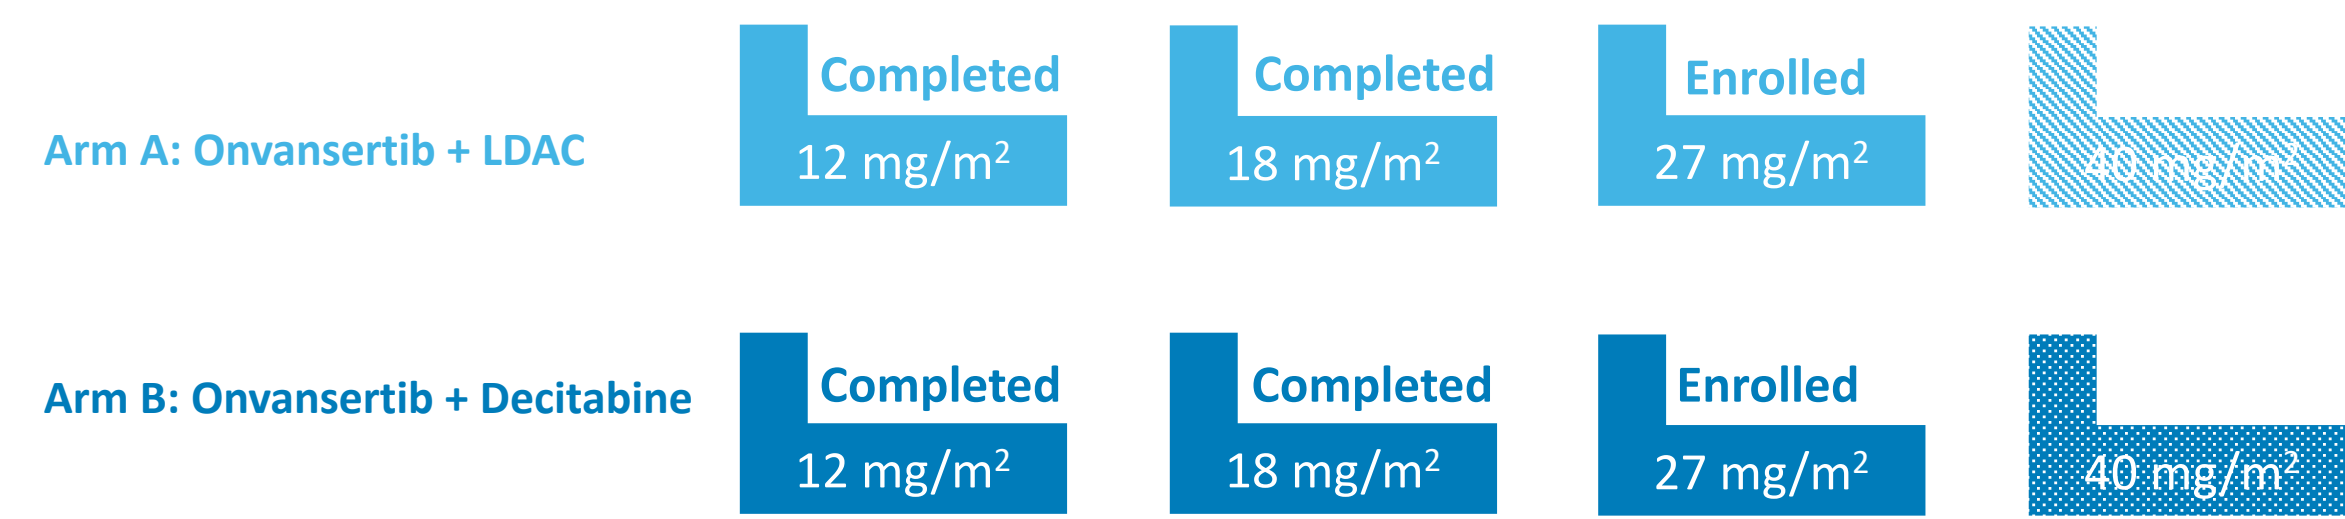 Completed Completed Enrolled
Arm A: Onvansertib + LDAC 12 mg/m² 18 mg/m² 27 mg/m² 40 mg/m²
Completed Completed Enrolled
Arm B: Onvansertib + Decitabine 12 mg/m² 18 mg/m² 27 mg/m² 40 mg/m²